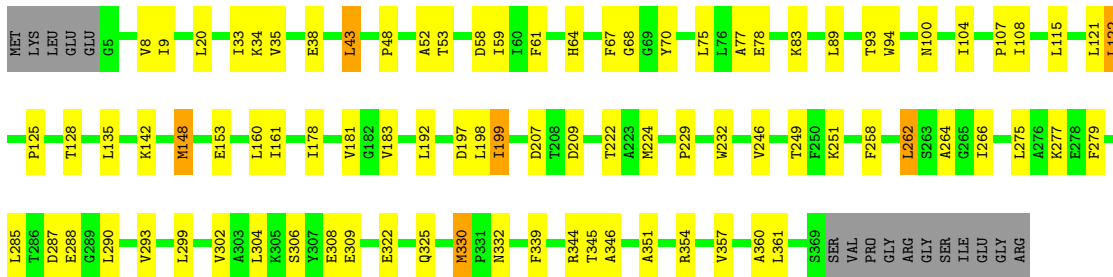 MET LYS LEU GLU GLU G5 V8 I9 L20 I33 K34 V35 E38 L43 P48 A52 T53 D58 I59 I60 F61 H64 F67 G68 G69 Y70 L75 L76 A77 E78 K83 L89 T93 W94 N100 I104 P107 I108 L115 L121 L122
P125 T128 L135 K142 M148 E153 L160 I161 I178 V181 G182 V183 L192 D197 L198 I199 D207 T208 D209 T222 A223 M224 P229 W232 V246 T249 F250 K251 F258 L262 S263 A264 G265 I266 L275 A276 K277 E278 F279
L285 T286 D287 E288 G289 L290 V293 L299 V302 A303 L304 K305 S306 Y307 E308 E309 E322 Q325 M330 P331 N332 F339 R344 T345 A346 A351 R354 V357 A360 L361 S369 SER VAL PRO GLY ARG GLY SER ILE GLU GLY ARG